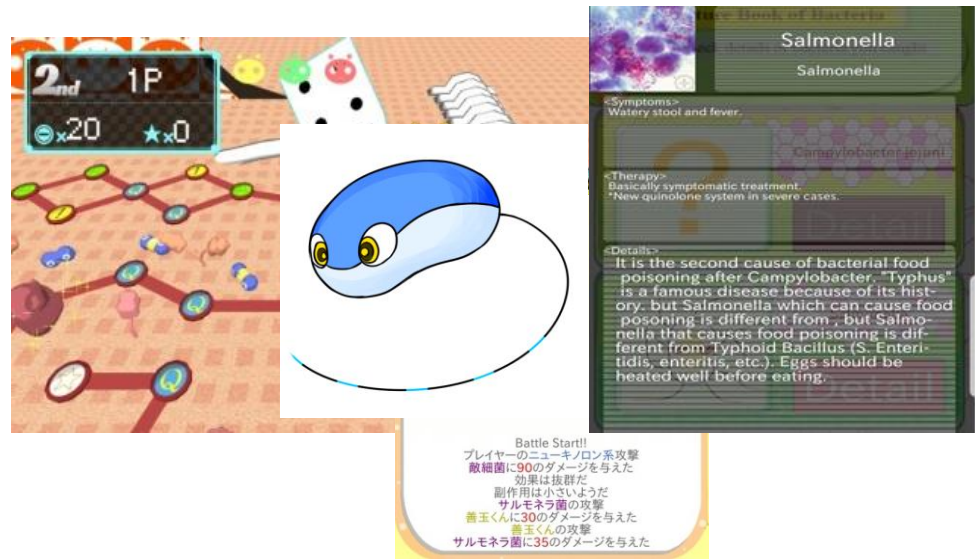 2nd 1P
×20 ★×0
Q
Q
Q
Q
Q
ture Book of Bacteria
Salmonella
Salmonella
<Symptoms>
Watery stool and fever.
Campylobacter jejuni
?
<Therapy>
Basically symptomatic treatment.
*New quinolone system in severe cases.
Detail
<Details>
It is the second cause of bacterial food
poisoning after Campylobacter. "Typhus"
is a famous disease because of its hist-
ory. but Salmonella which can cause food
posoning is different from , but Salmo-
nella that causes food poisoning is dif-
ferent from Typhoid Bacillus (S. Enteri-
tidis, enteritis, etc.). Eggs should be
heated well before eating.
Detail
Battle Start!!
プレイヤーのニューキノロン系攻撃
敵細菌に90のダメージを与えた
効果は抜群だ
副作用は小さいようだ
サルモネラ菌の攻撃
善玉くんに30のダメージを与えた
善玉くんの攻撃
サルモネラ菌に35のダメージを与えた